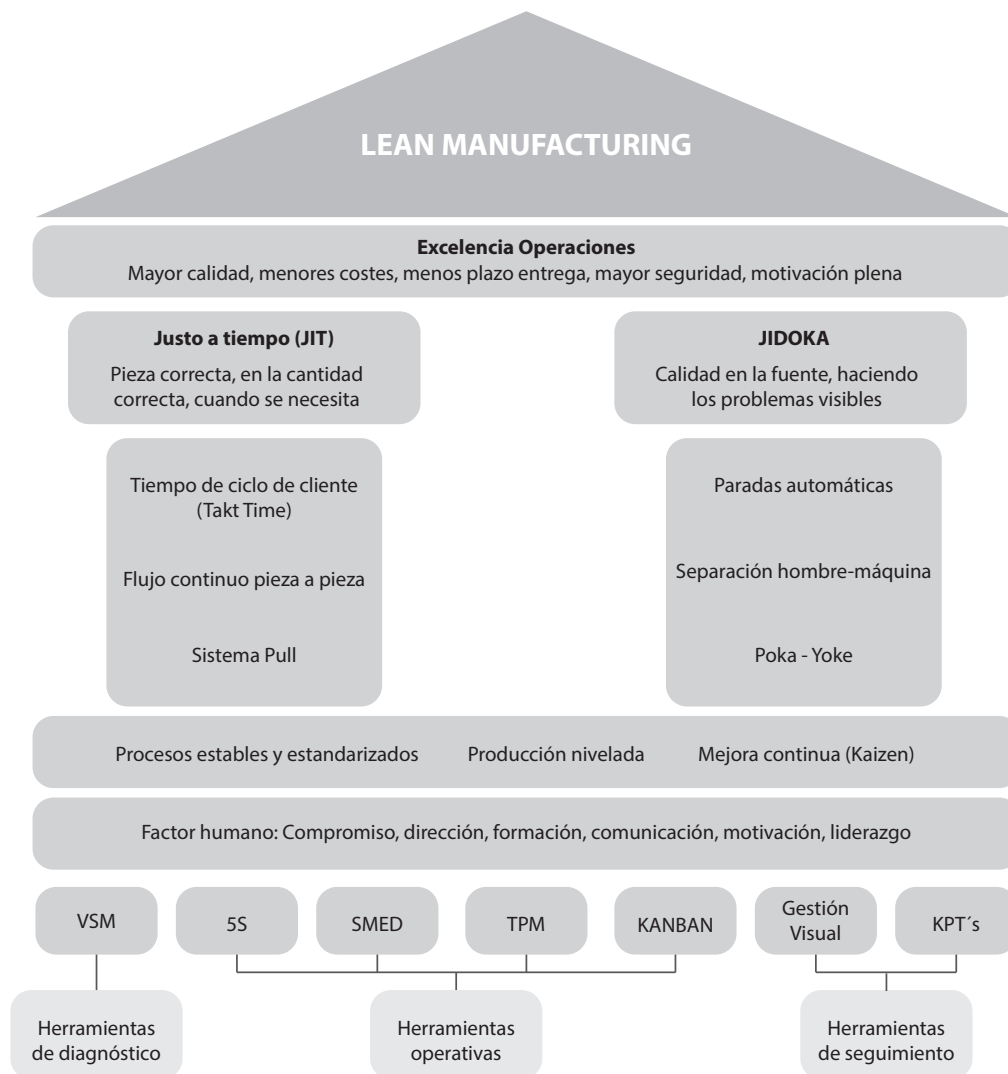 LEAN MANUFACTURING
Excelencia Operaciones
Mayor calidad, menores costes, menos plazo entrega, mayor seguridad, motivación plena
Justo a tiempo (JIT)
Pieza correcta, en la cantidad
correcta, cuando se necesita
JIDOKA
Calidad en la fuente, haciendo
los problemas visibles
Tiempo de ciclo de cliente
(Takt Time)
Flujo continuo pieza a pieza
Sistema Pull
Paradas automáticas
Separación hombre-máquina
Poka - Yoke
Procesos estables y estandarizados Producción nivelada Mejora continua (Kaizen)
Factor humano: Compromiso, dirección, formación, comunicación, motivación, liderazgo
VSM
5S
SMED
TPM
KANBAN
Gestión
Visual
KPT´s
Herramientas
de diagnóstico
Herramientas
operativas
Herramientas
de seguimiento